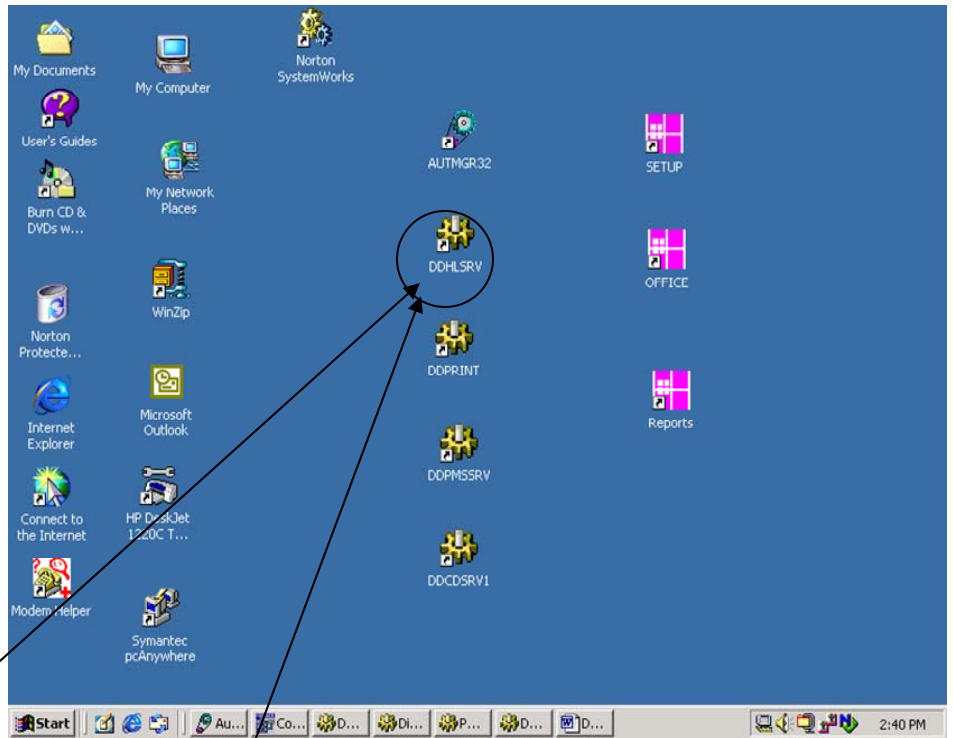 My Documents
My Computer
Norton
SystemWorks
User's Guides
My Network
Places
AUTMGR32
SETUP
Burn CD &
DVDs w...
DDHLSRV
OFFICE
WinZip
Norton
Protecte...
DDPRINT
Microsoft
Outlook
Internet
Explorer
Reports
DDPMSSRV
Connect to
the Internet
HP DeskJet
1220C T...
DDCDSRV1
Modem Helper
Symantec
pcAnywhere
Start
Au...
Co...
D...
Di...
P...
D...
D...
2:40 PM